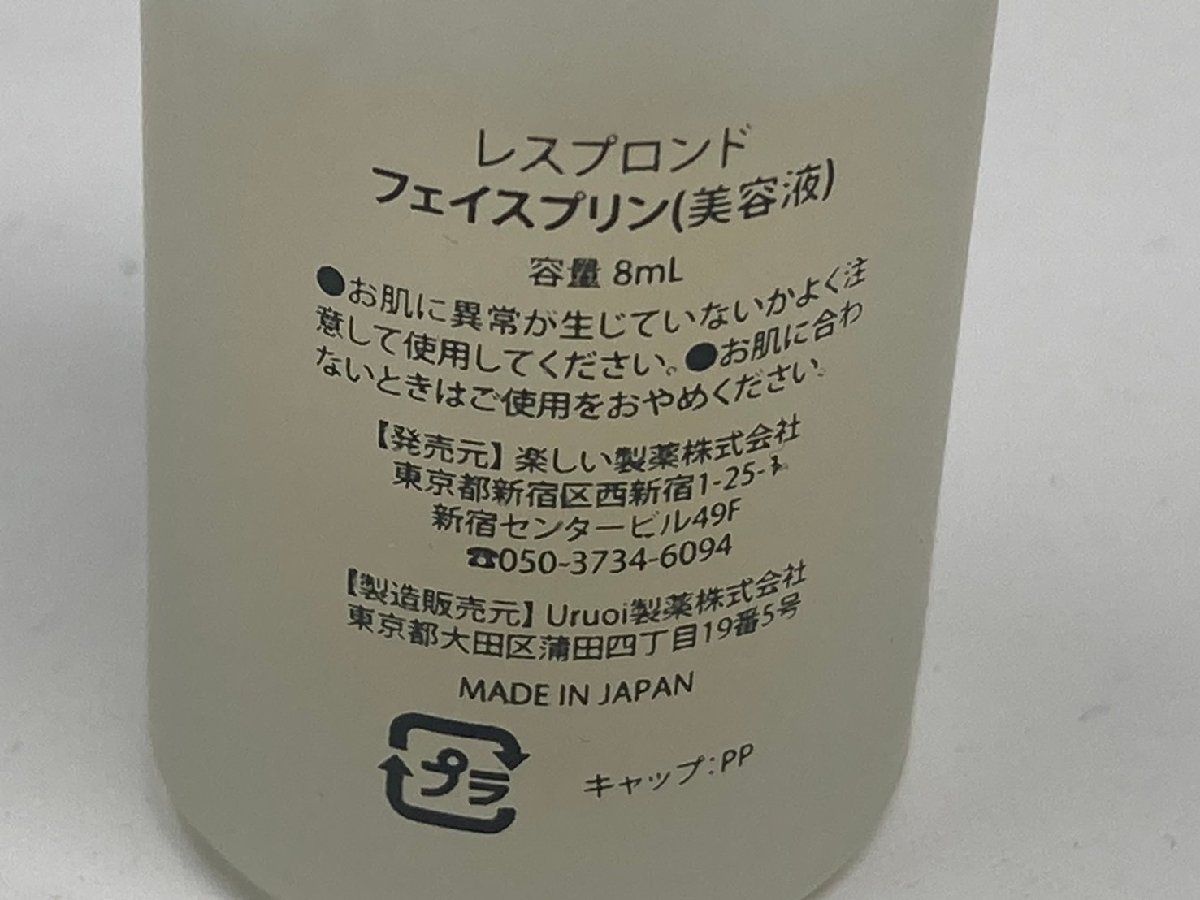 レスプロンド
フェイスプリン(美容液)
容量 8mL
●お肌に異常が生じていないかよく注
意して使用してください。●お肌に合わ
ないときはご使用をおやめください。
【発売元】楽しい製薬株式会社
東京都新宿区西新宿1-25-
新宿センタービル49F
☎050-3734-6094
【製造販売元】Uruoi製薬株式会社
東京都大田区蒲田四丁目19番5号
MADE IN JAPAN
プラ
キャップ:PP